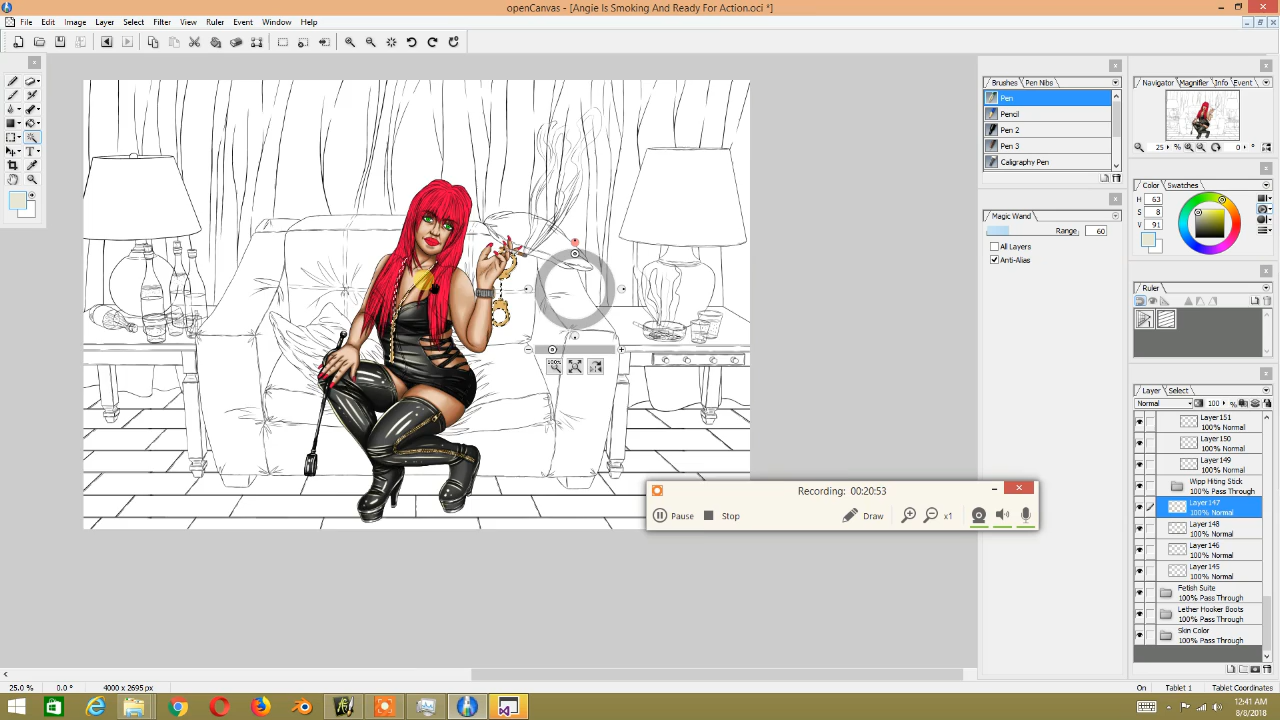 openCanvas - [Angie Is Smoking And Ready For Action.oci *]
File Edit Image Layer Select Filter View Ruler Event Window Help
Brushes Pen Nibs
Pen
Pencil
Pen 2
Pen 3
Caligraphy Pen
Magic Wand
Range: 60
All Layers
Anti-Alias
Navigator Magnifier Info Event
25 % 0 °
Color Swatches
H 63
S 8
V 91
Ruler
Layer Select
Normal 100 %
Layer151
100% Normal
Layer150
100% Normal
Layer149
100% Normal
Wipp Hiting Stick
100% Pass Through
Layer147
100% Normal
Layer148
100% Normal
Layer146
100% Normal
Layer145
100% Normal
Fetish Suite
100% Pass Through
Lether Hooker Boots
100% Pass Through
Skin Color
100% Pass Through
100%
Recording: 00:20:53
Pause Stop Draw x1
25.0 % 0.0 ° 4000 x 2695 px
On Tablet 1 Tablet Coordinates
12:41 AM
8/8/2018